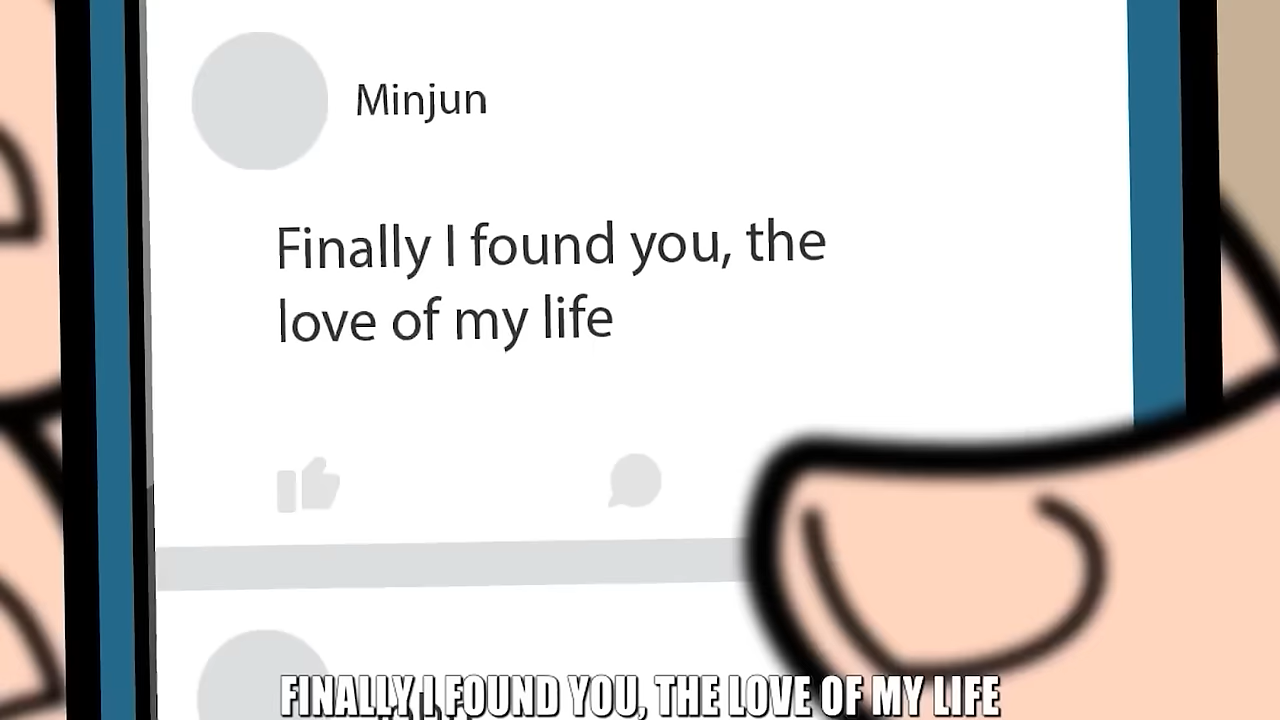 Minjun
Finally I found you, the
love of my life
FINALLY I FOUND YOU, THE LOVE OF MY LIFE